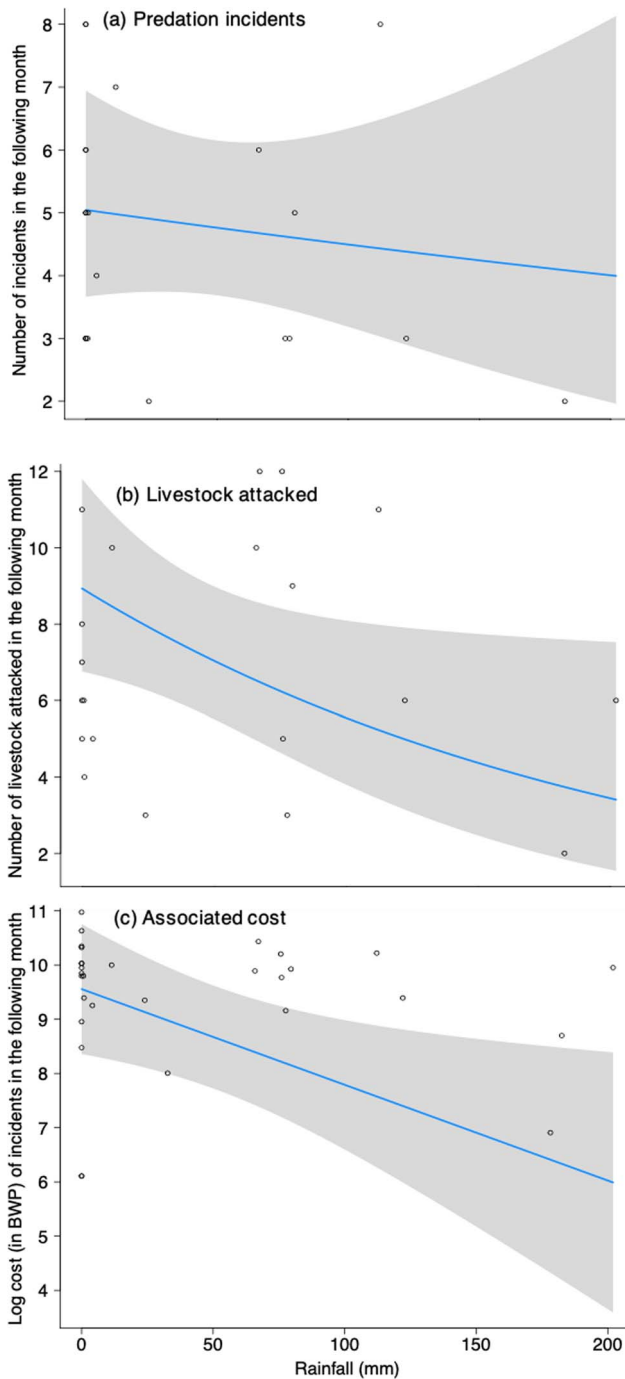 (a) Predation incidents
Number of incidents in the following month
8
7
6
5
4
3
2
(b) Livestock attacked
Number of livestock attacked in the following month
12
10
8
6
4
2
(c) Associated cost
Log cost (in BWP) of incidents in the following month
11
10
9
8
7
6
5
4
0 50 100 150 200
Rainfall (mm)